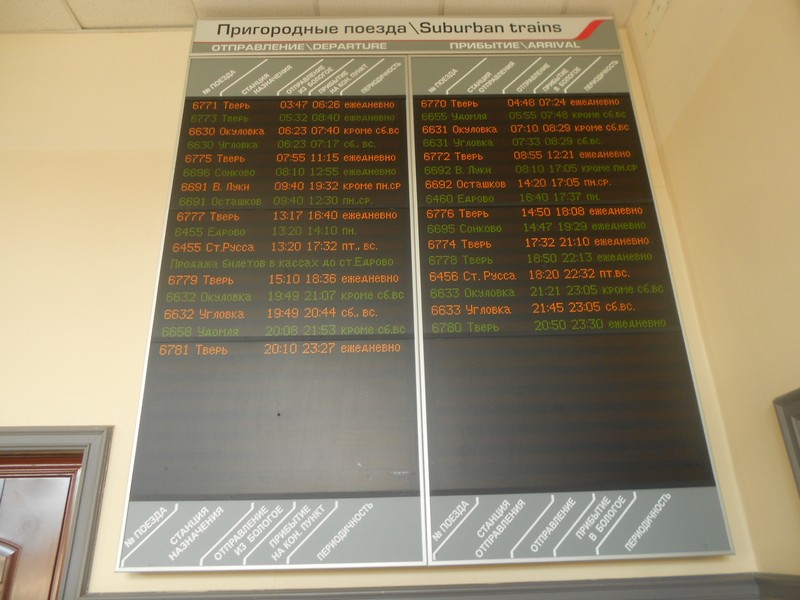 Пригородные поезда\Suburban trains
ОТПРАВЛЕНИЕ\DEPARTURE
№ ПОЕЗДА
СТАНЦИЯ НАЗНАЧЕНИЯ
ОТПРАВЛЕНИЕ ИЗ БОЛОГОЕ
ПРИБЫТИЕ НА КОН. ПУНКТ
ПЕРИОДИЧНОСТЬ
6771 Тверь 03:47 06:26 ежедневно
6773 Тверь 05:32 08:40 ежедневно
6630 Окуловка 06:23 07:40 кроме сб.вс
6630 Угловка 06:23 07:17 сб., вс.
6775 Тверь 07:55 11:15 ежедневно
6696 Сонково 08:10 12:55 ежедневно
6691 В. Луки 09:40 19:32 кроме пн.ср
6691 Осташков 09:40 12:30 пн.ср.
6777 Тверь 13:17 16:40 ежедневно
6455 Едрово 13:20 14:10 пн.
6455 Ст.Русса 13:20 17:32 пт., вс.
Продажа билетов в кассах до ст.Едрово
6779 Тверь 15:10 18:36 ежедневно
6632 Окуловка 19:49 21:07 кроме сб.вс
6632 Угловка 19:49 20:44 сб., вс.
6658 Удомля 20:08 21:53 кроме сб.вс
6781 Тверь 20:10 23:27 ежедневно
№ ПОЕЗДА
СТАНЦИЯ НАЗНАЧЕНИЯ
ОТПРАВЛЕНИЕ ИЗ БОЛОГОЕ
ПРИБЫТИЕ НА КОН. ПУНКТ
ПЕРИОДИЧНОСТЬ
ПРИБЫТИЕ\ARRIVAL
№ ПОЕЗДА
СТАНЦИЯ ОТПРАВЛЕНИЯ
ОТПРАВЛЕНИЕ
ПРИБЫТИЕ В БОЛОГОЕ
ПЕРИОДИЧНОСТЬ
6770 Тверь 04:48 07:24 ежедневно
6655 Удомля 05:55 07:48 кроме сб.вс
6631 Окуловка 07:10 08:29 кроме сб.вс
6631 Угловка 07:33 08:29 сб.вс.
6772 Тверь 08:55 12:21 ежедневно
6692 В. Луки 08:10 17:05 кроме пн.ср
6692 Осташков 14:20 17:05 пн.ср.
6460 Едрово 16:40 17:37 пн.
6776 Тверь 14:50 18:08 ежедневно
6695 Сонково 14:47 19:29 ежедневно
6774 Тверь 17:32 21:10 ежедневно
6778 Тверь 18:50 22:13 ежедневно
6456 Ст. Русса 18:20 22:32 пт.вс.
6633 Окуловка 21:21 23:05 кроме сб.вс
6633 Угловка 21:45 23:05 сб.вс.
6780 Тверь 20:50 23:30 ежедневно
№ ПОЕЗДА
СТАНЦИЯ ОТПРАВЛЕНИЯ
ОТПРАВЛЕНИЕ
ПРИБЫТИЕ В БОЛОГОЕ
ПЕРИОДИЧНОСТЬ